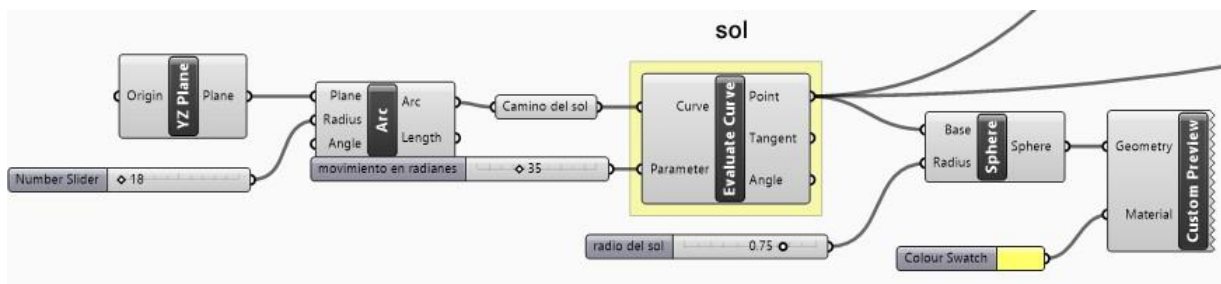 sol
Origin YZ Plane Plane
Plane Arc Arc
Radius Length
Angle
Number Slider 18
Camino del sol
movimiento en radianes 35
Curve Evaluate Curve Point
Tangent
Parameter Angle
Base Sphere Sphere
Radius
radio del sol 0.75
Geometry Custom Preview
Material
Colour Swatch